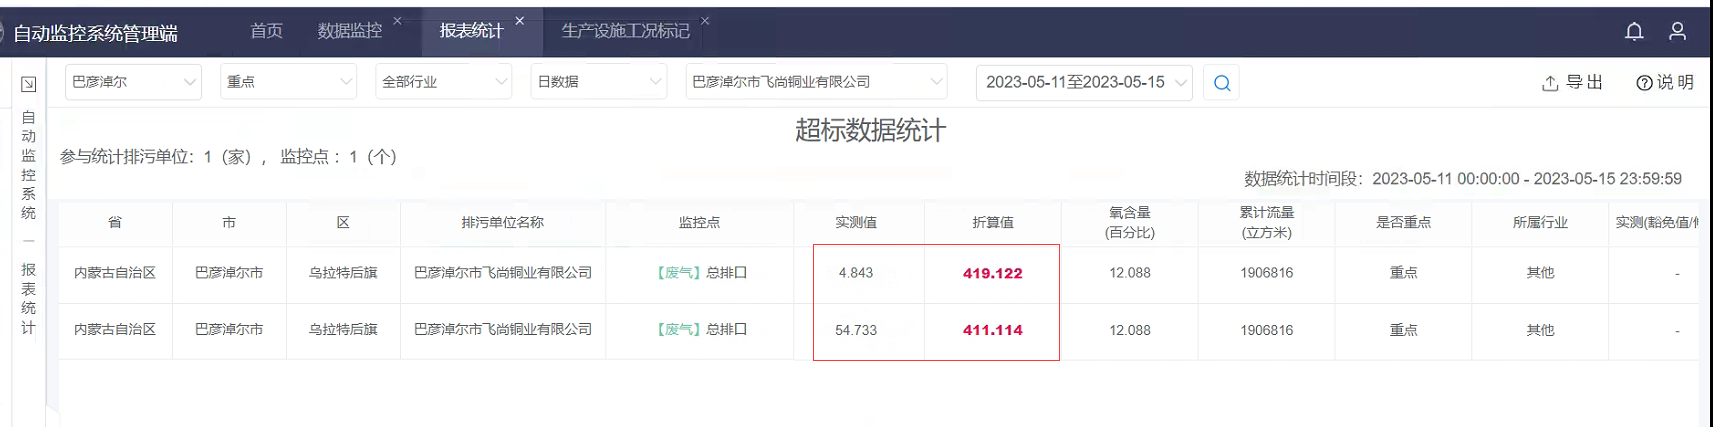 自动监控系统管理端 首页 数据监控 × 报表统计 × 生产设施工况标记 ×
巴彦淖尔 重点 全部行业 日数据 巴彦淖尔市飞尚铜业有限公司 2023-05-11至2023-05-15 导出 说明
自动监控系统 | 报表统计
超标数据统计
参与统计排污单位：1（家），监控点：1（个）
数据统计时间段：2023-05-11 00:00:00 - 2023-05-15 23:59:59
省 市 区 排污单位名称 监控点 实测值 折算值 氧含量(百分比) 累计流量(立方米) 是否重点 所属行业 实测(豁免值/
内蒙古自治区 巴彦淖尔市 乌拉特后旗 巴彦淖尔市飞尚铜业有限公司 【废气】总排口 4.843 419.122 12.088 1906816 重点 其他 -
内蒙古自治区 巴彦淖尔市 乌拉特后旗 巴彦淖尔市飞尚铜业有限公司 【废气】总排口 54.733 411.114 12.088 1906816 重点 其他 -